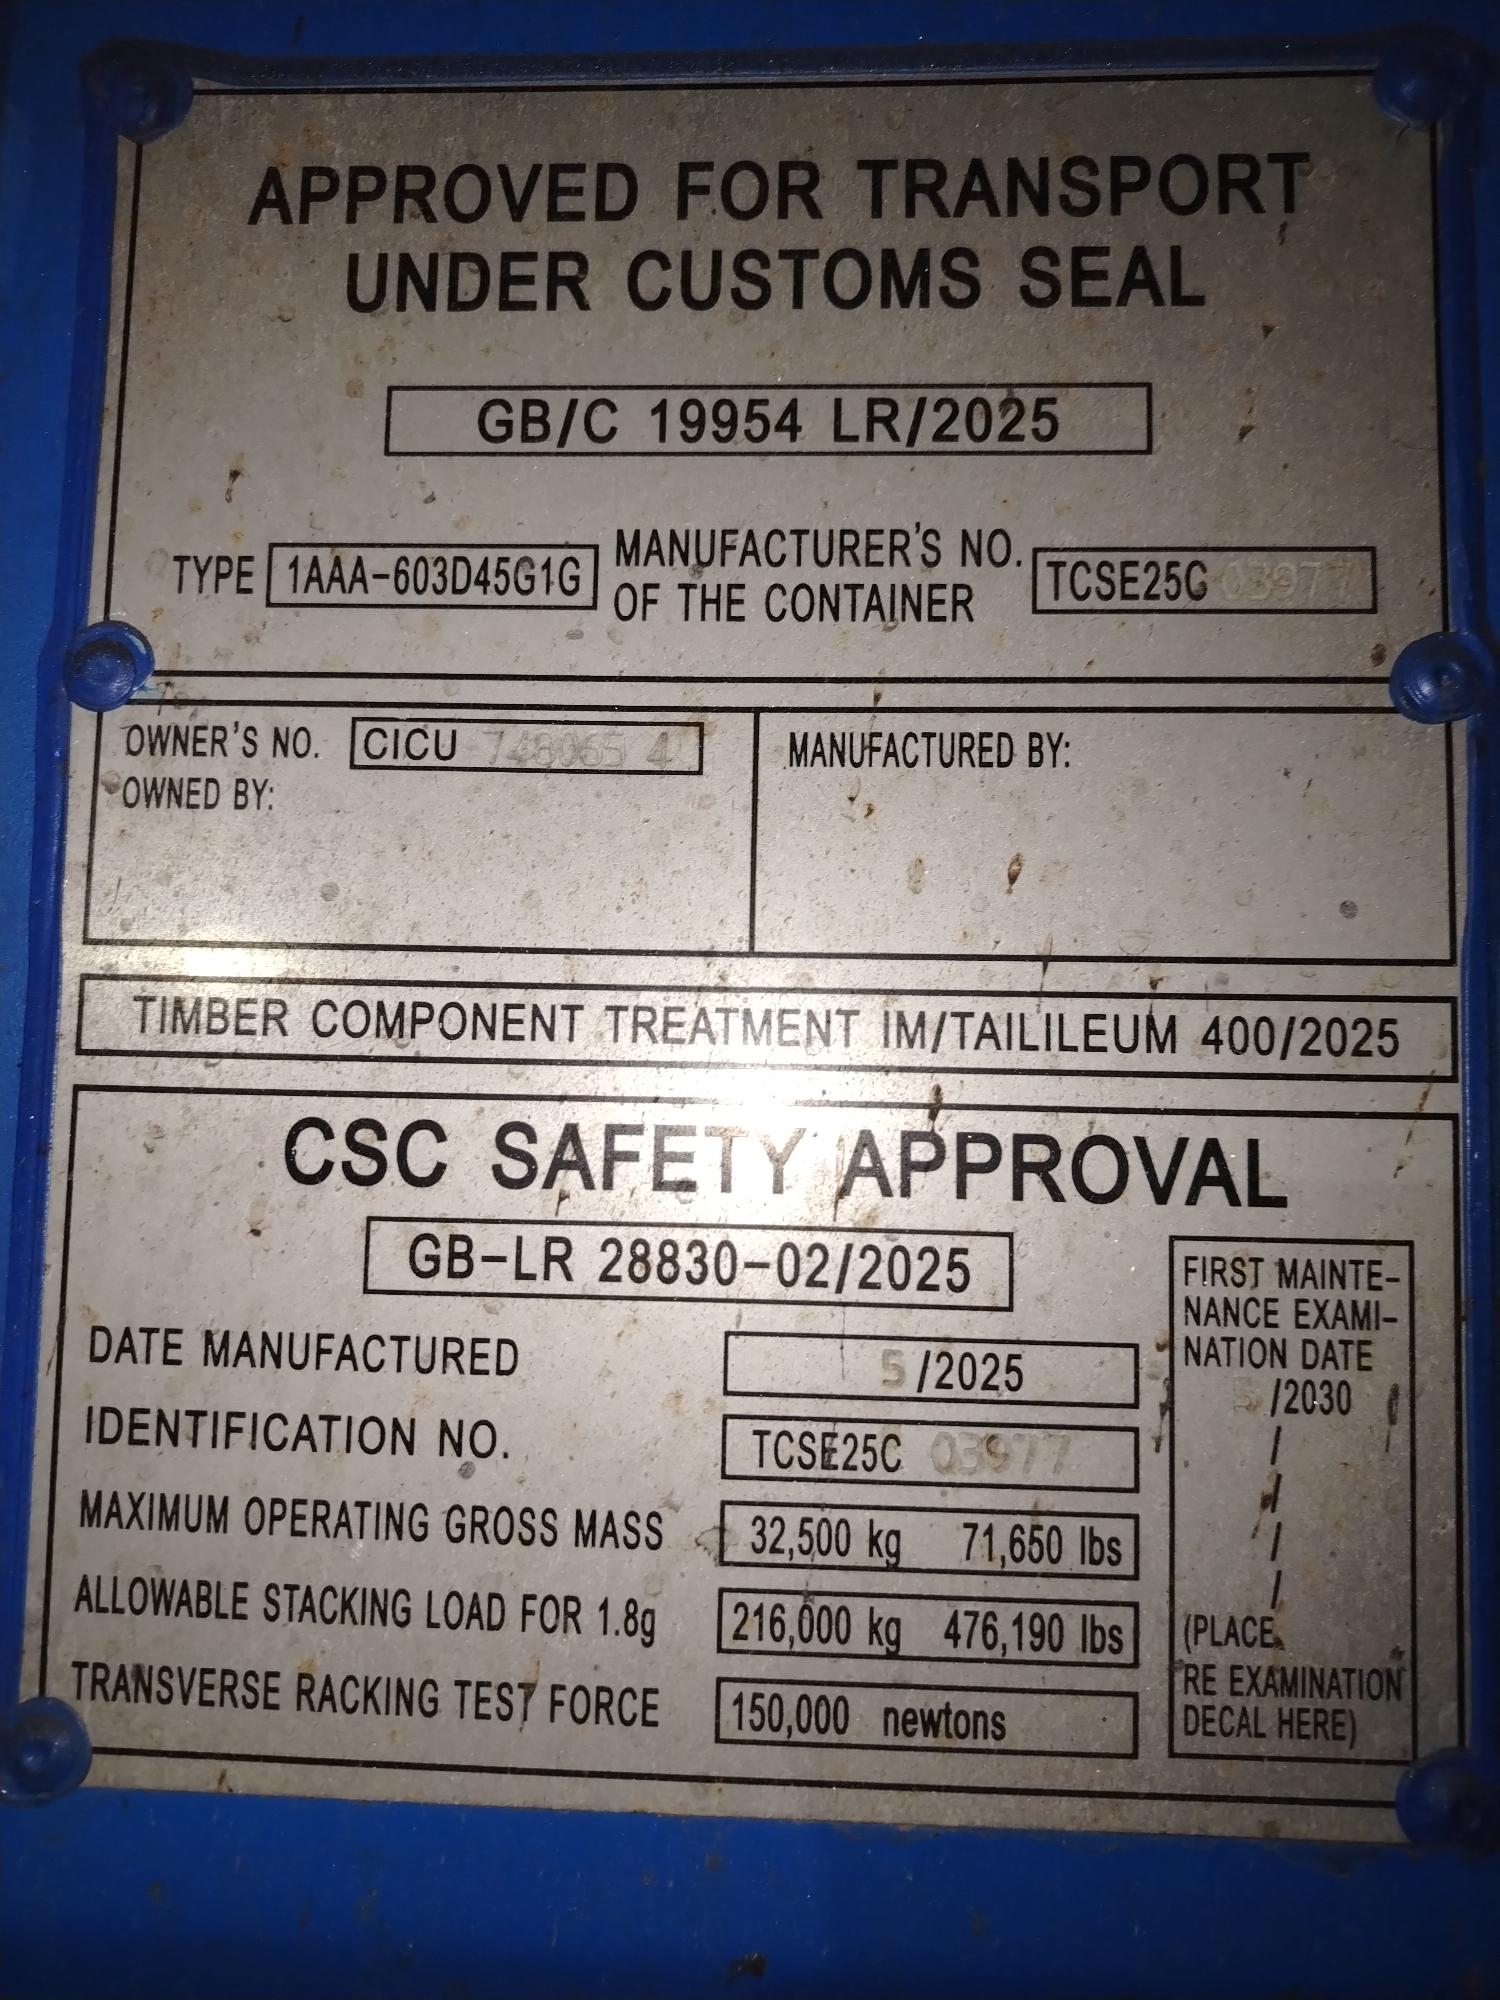 APPROVED FOR TRANSPORT
UNDER CUSTOMS SEAL
GB/C 19954 LR/2025
TYPE 1AAA-603D45G1G
MANUFACTURER'S NO.
OF THE CONTAINER
TCSE25C 03977
OWNER'S NO. CICU 748065 4
OWNED BY:
MANUFACTURED BY:
TIMBER COMPONENT TREATMENT IM/TAILILEUM 400/2025
CSC SAFETY APPROVAL
GB-LR 28830-02/2025
DATE MANUFACTURED 5/2025
IDENTIFICATION NO. TCSE25C 03977
MAXIMUM OPERATING GROSS MASS 32,500 kg 71,650 lbs
ALLOWABLE STACKING LOAD FOR 1.8g 216,000 kg 476,190 lbs
TRANSVERSE RACKING TEST FORCE 150,000 newtons
FIRST MAINTE-
NANCE EXAMI-
NATION DATE
5/2030
/
/
/
/
(PLACE
RE EXAMINATION
DECAL HERE)